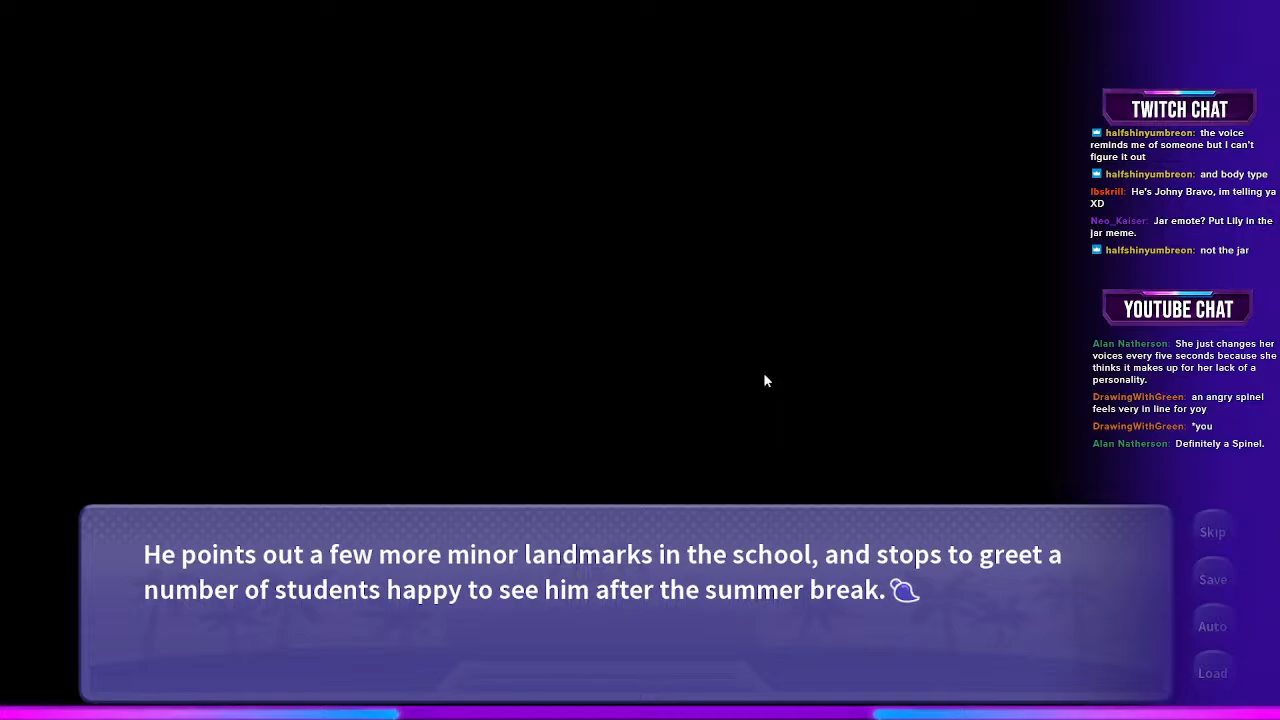 TWITCH CHAT
halfshinyumbreon: the voice
reminds me of someone but I can't
figure it out
halfshinyumbreon: and body type
lbskrill: He's Johny Bravo, im telling ya
XD
Neo_Kaiser: Jar emote? Put Lily in the
jar meme.
halfshinyumbreon: not the jar
YOUTUBE CHAT
Alan Natherson: She just changes her
voices every five seconds because she
thinks it makes up for her lack of a
personality.
DrawingWithGreen: an angry spinel
feels very in line for yoy
DrawingWithGreen: *you
Alan Natherson: Definitely a Spinel.
He points out a few more minor landmarks in the school, and stops to greet a
number of students happy to see him after the summer break.
Skip
Save
Auto
Load